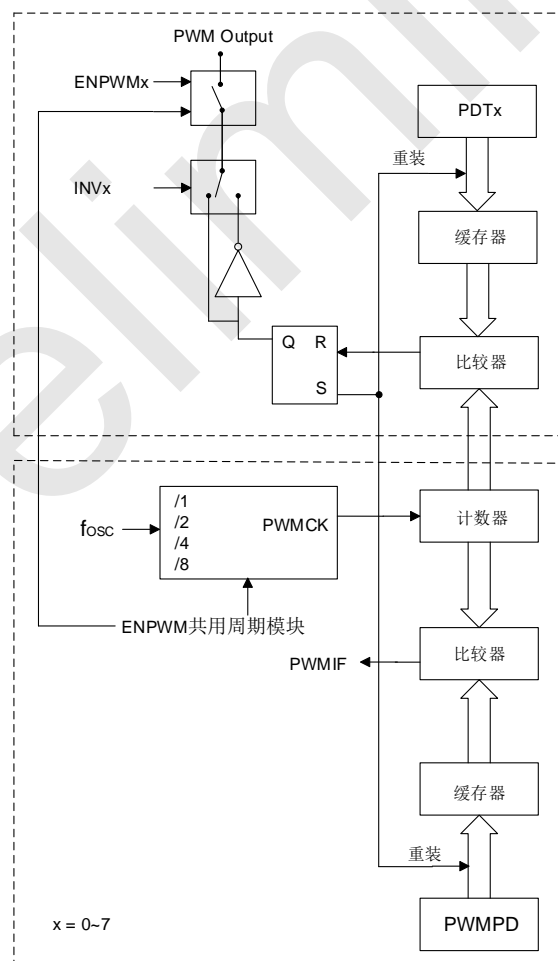 PWM Output
ENPWMx
PDTx
重装
INVx
缓存器
Q R
S
比较器
/1
/2
/4
/8
fosc
PWMCK
计数器
ENPWM共用周期模块
比较器
PWMIF
缓存器
重装
PWMPD
x = 0~7
elimi